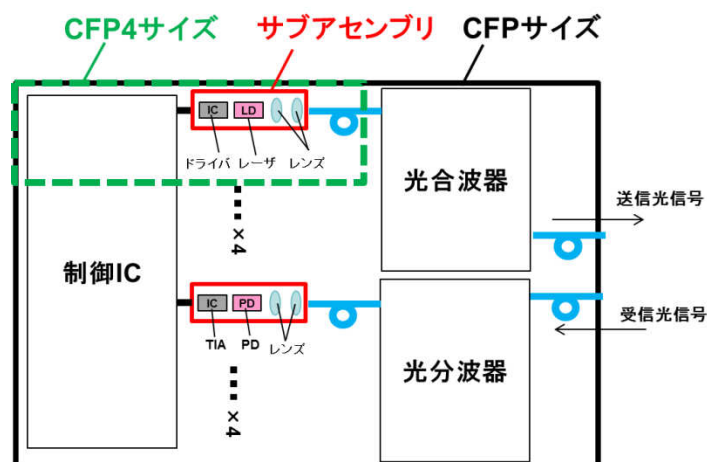 CFP4サイズ
サブアセンブリ
CFPサイズ
IC
LD
ドライバ
レーザ
レンズ
×4
光合波器
送信光信号
制御IC
IC
PD
TIA
PD
レンズ
×4
光分波器
受信光信号